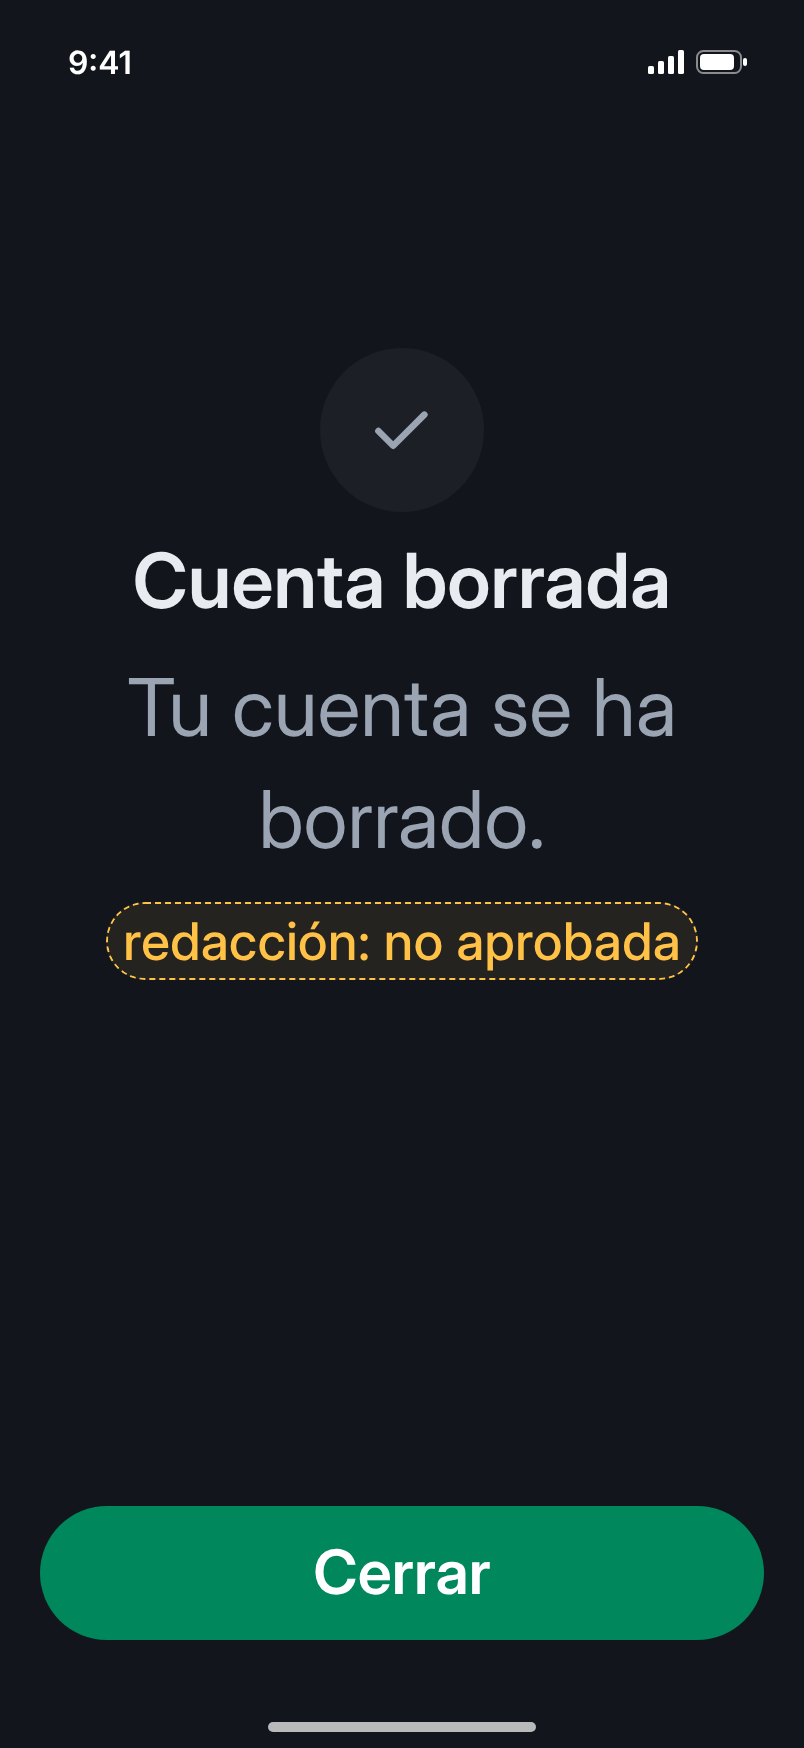 9:41
Cuenta borrada
Tu cuenta se ha
borrado.
redacción: no aprobada
Cerrar